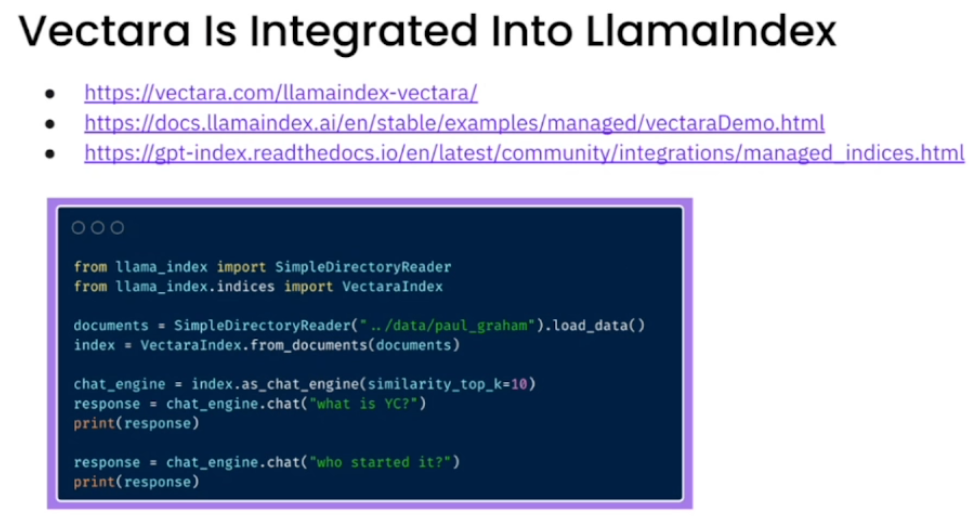 Vectara Is Integrated Into LlamaIndex
• https://vectara.com/llamaindex-vectara/
• https://docs.llamaindex.ai/en/stable/examples/managed/vectaraDemo.html
• https://gpt-index.readthedocs.io/en/latest/community/integrations/managed_indices.html
from llama_index import SimpleDirectoryReader
from llama_index.indices import VectaraIndex
documents = SimpleDirectoryReader("../data/paul_graham").load_data()
index = VectaraIndex.from_documents(documents)
chat_engine = index.as_chat_engine(similarity_top_k=10)
response = chat_engine.chat("what is YC?")
print(response)
response = chat_engine.chat("who started it?")
print(response)